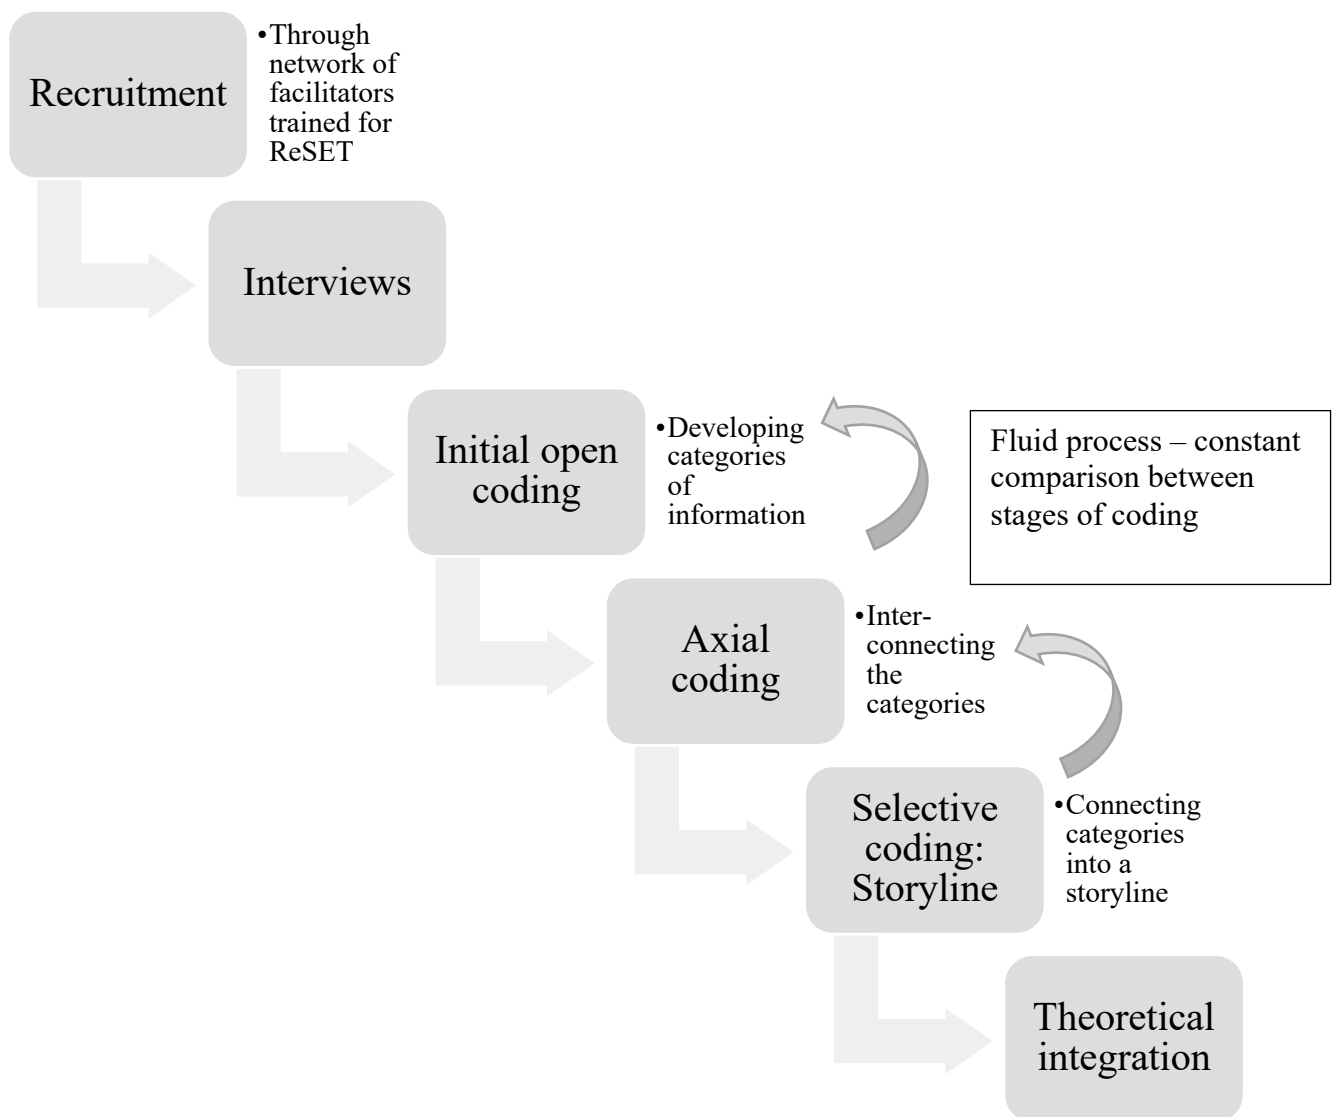 Recruitment
•Through
network of
facilitators
trained for
ReSET
Interviews
Initial open
coding
•Developing
categories
of
information
Fluid process – constant
comparison between
stages of coding
Axial
coding
•Inter-
connecting
the
categories
Selective
coding:
Storyline
•Connecting
categories
into a
storyline
Theoretical
integration